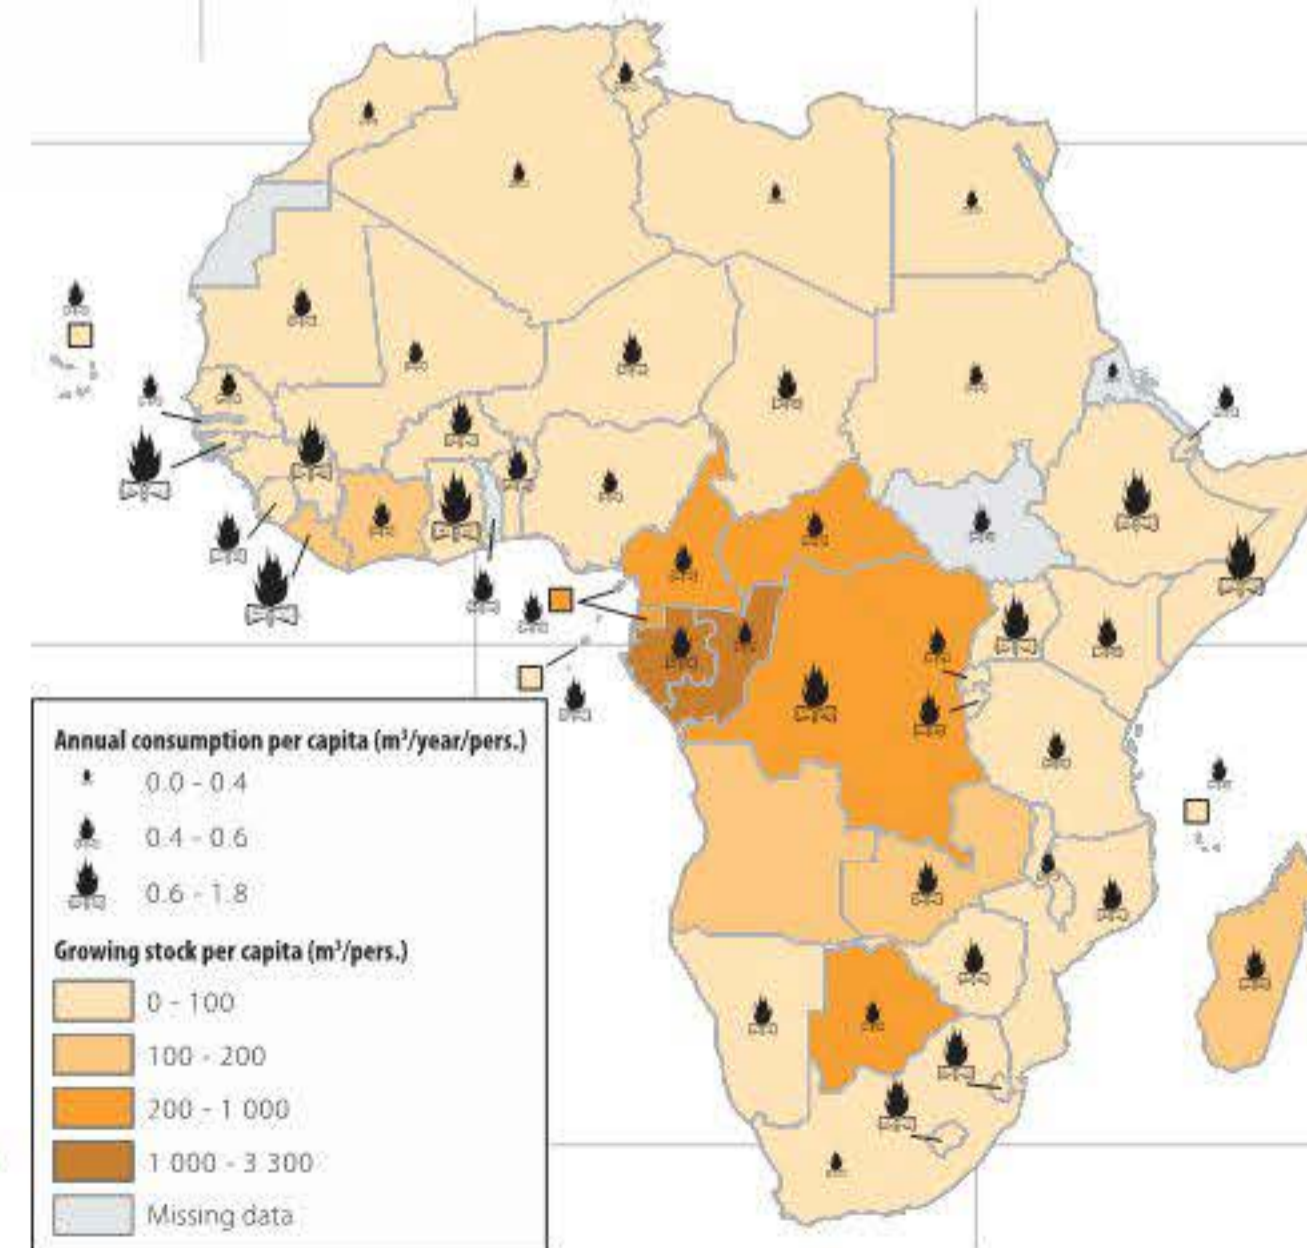 Annual consumption per capita (m³/year/pers.)
0.0 - 0.4
0.4 - 0.6
0.6 - 1.8
Growing stock per capita (m³/pers.)
0 - 100
100 - 200
200 - 1 000
1 000 - 3 300
Missing data